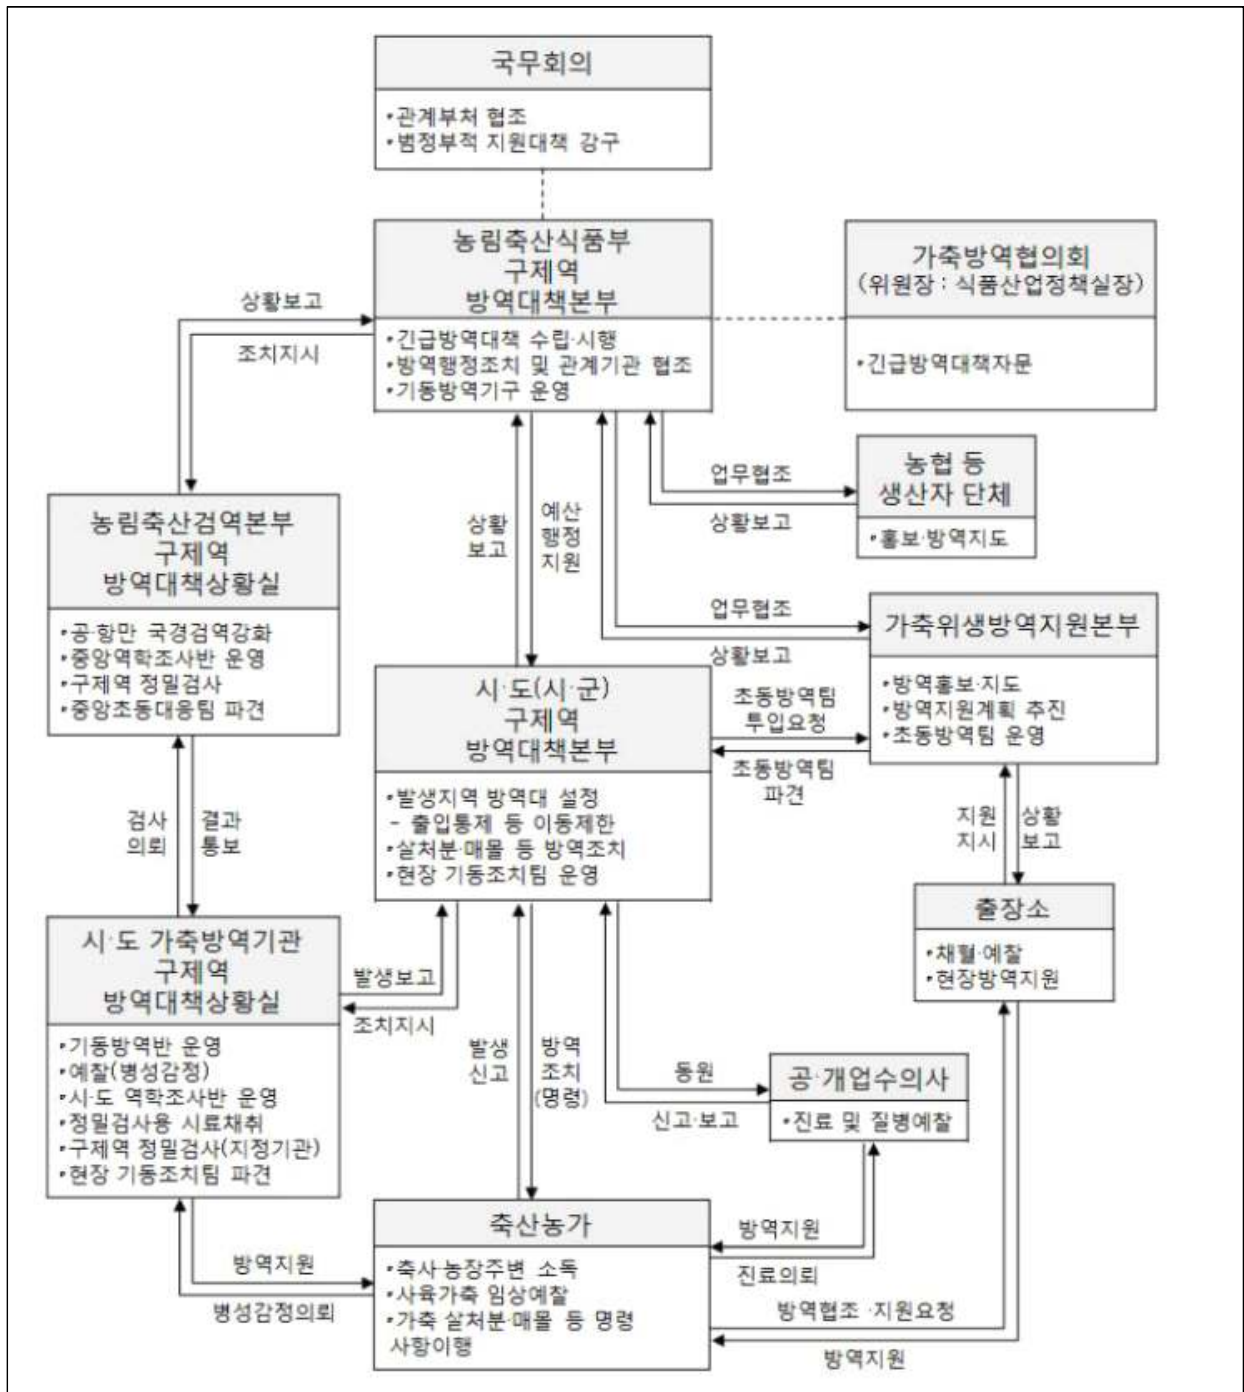 국무회의
•관계부처 협조
•범정부적 지원대책 강구
농림축산식품부
구제역
방역대책본부
•긴급방역대책 수립·시행
•방역행정조치 및 관계기관 협조
•기동방역기구 운영
가축방역협의회
(위원장 : 식품산업정책실장)
•긴급방역대책자문
상황보고
조치지시
업무협조
상황보고
농협 등
생산자 단체
•홍보·방역지도
농림축산검역본부
구제역
방역대책상황실
•공·항만 국경검역강화
•중앙역학조사반 운영
•구제역 정밀검사
•중앙초동대응팀 파견
상황
보고
예산
행정
지원
업무협조
상황보고
가축위생방역지원본부
•방역홍보·지도
•방역지원계획 추진
•초동방역팀 운영
시·도(시·군)
구제역
방역대책본부
•발생지역 방역대 설정
- 출입통제 등 이동제한
•살처분·매몰 등 방역조치
•현장 기동조치팀 운영
초동방역팀
투입요청
초동방역팀
파견
검사
의뢰
결과
통보
지원
지시
상황
보고
출장소
•채혈·예찰
•현장방역지원
시·도 가축방역기관
구제역
방역대책상황실
•기동방역반 운영
•예찰(병성감정)
•시·도 역학조사반 운영
•정밀검사용 시료채취
•구제역 정밀검사(지정기관)
•현장 기동조치팀 파견
발생보고
조치지시
발생
신고
방역
조치
(명령)
동원
신고·보고
공·개업수의사
•진료 및 질병예찰
축산농가
•축사·농장주변 소독
•사육가축 임상예찰
•가축 살처분·매몰 등 명령
사항이행
방역지원
병성감정의뢰
방역지원
진료의뢰
방역협조 ·지원요청
방역지원